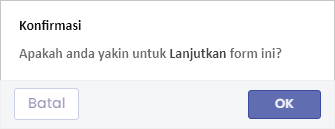 Konfirmasi
Apakah anda yakin untuk Lanjutkan form ini?
Batal OK